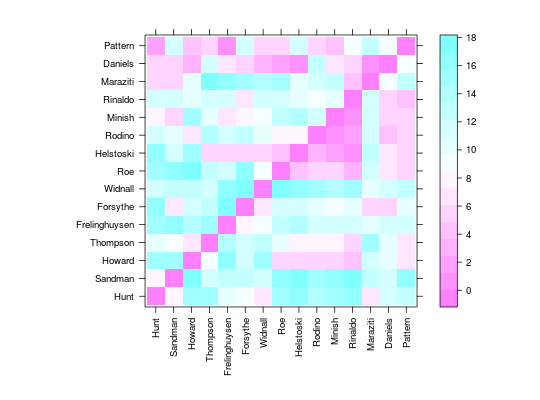 Pattern
Daniels
Maraziti
Rinaldo
Minish
Rodino
Helstoski
Roe
Widnall
Forsythe
Frelinghuysen
Thompson
Howard
Sandman
Hunt
Hunt
Sandman
Howard
Thompson
Frelinghuysen
Forsythe
Widnall
Roe
Helstoski
Rodino
Minish
Rinaldo
Maraziti
Daniels
Pattern
18
16
14
12
10
8
6
4
2
0